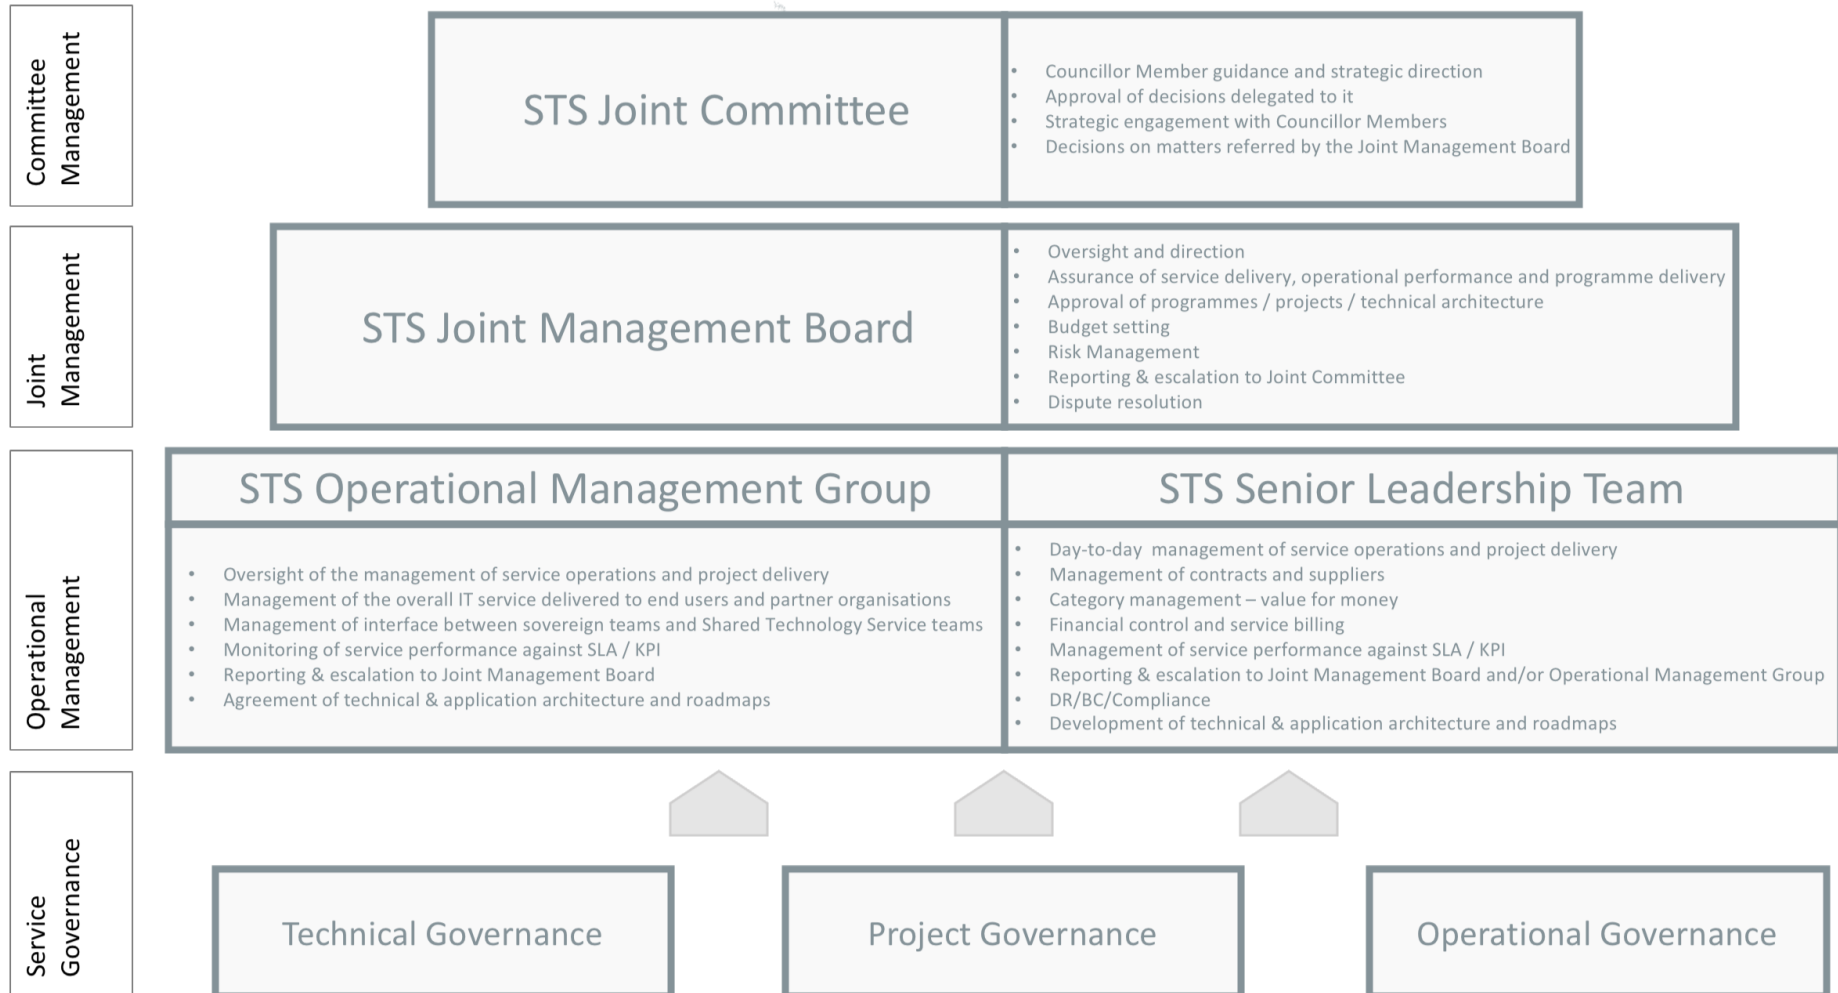 Committee
Management
STS Joint Committee
• Councillor Member guidance and strategic direction
• Approval of decisions delegated to it
• Strategic engagement with Councillor Members
• Decisions on matters referred by the Joint Management Board
Joint
Management
STS Joint Management Board
• Oversight and direction
• Assurance of service delivery, operational performance and programme delivery
• Approval of programmes / projects / technical architecture
• Budget setting
• Risk Management
• Reporting & escalation to Joint Committee
• Dispute resolution
Operational
Management
STS Operational Management Group
• Oversight of the management of service operations and project delivery
• Management of the overall IT service delivered to end users and partner organisations
• Management of interface between sovereign teams and Shared Technology Service teams
• Monitoring of service performance against SLA / KPI
• Reporting & escalation to Joint Management Board
• Agreement of technical & application architecture and roadmaps
STS Senior Leadership Team
• Day-to-day management of service operations and project delivery
• Management of contracts and suppliers
• Category management – value for money
• Financial control and service billing
• Management of service performance against SLA / KPI
• Reporting & escalation to Joint Management Board and/or Operational Management Group
• DR/BC/Compliance
• Development of technical & application architecture and roadmaps
Service
Governance
Technical Governance
Project Governance
Operational Governance